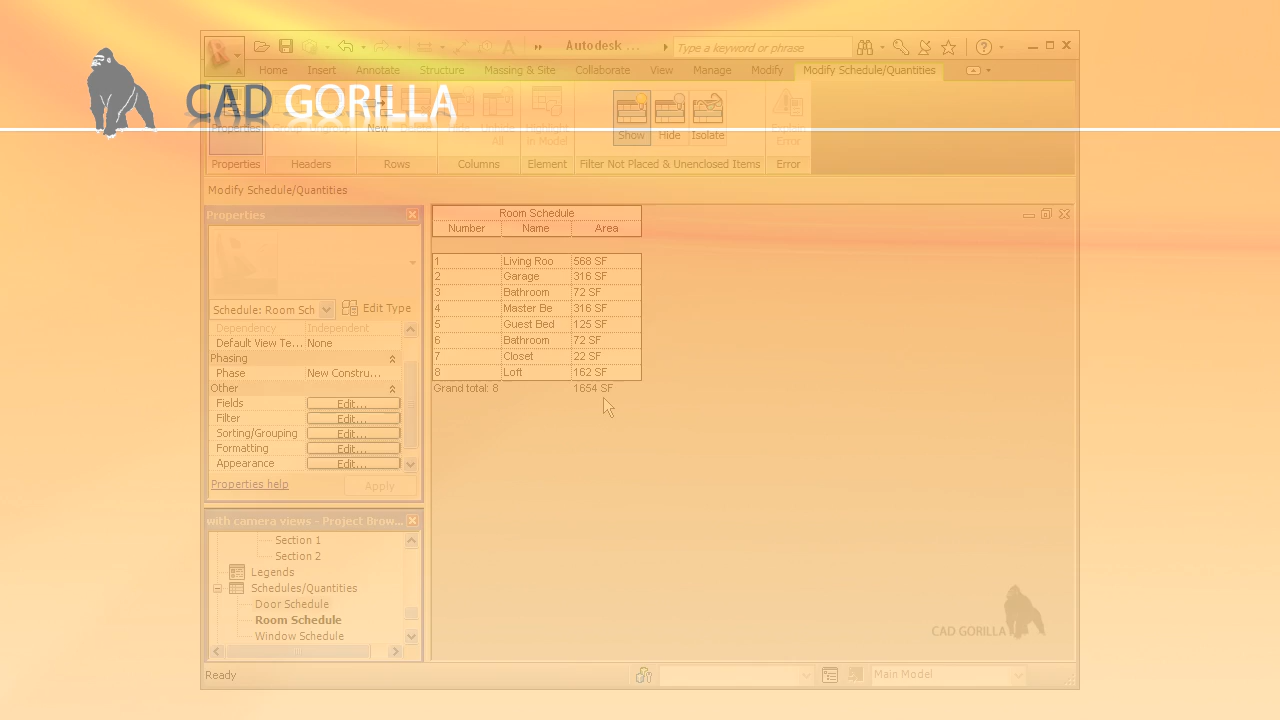 Autodesk ...
Type a keyword or phrase
Home Insert Annotate Structure Massing & Site Collaborate View Manage Modify Modify Schedule/Quantities
CAD GORILLA
Properties
New
All
Highlight
in Model
Show Hide Isolate
Explain
Error
Properties Headers Rows Columns Element Filter Not Placed & Unenclosed Items Error
Modify Schedule/Quantities
Properties
Schedule: Room Sch
Edit Type
Dependency Independent
Default View Te... None
Phasing
Phase New Constru...
Other
Fields Edit...
Filter Edit...
Sorting/Grouping Edit...
Formatting Edit...
Appearance Edit...
Properties help
Apply
Room Schedule
Number Name Area
1 Living Roo 568 SF
2 Garage 316 SF
3 Bathroom 72 SF
4 Master Be 316 SF
5 Guest Bed 125 SF
6 Bathroom 72 SF
7 Closet 22 SF
8 Loft 162 SF
Grand total: 8 1654 SF
with camera views - Project Brow...
Section 1
Section 2
Legends
Schedules/Quantities
Door Schedule
Room Schedule
Window Schedule
CAD GORILLA
Ready
Main Model